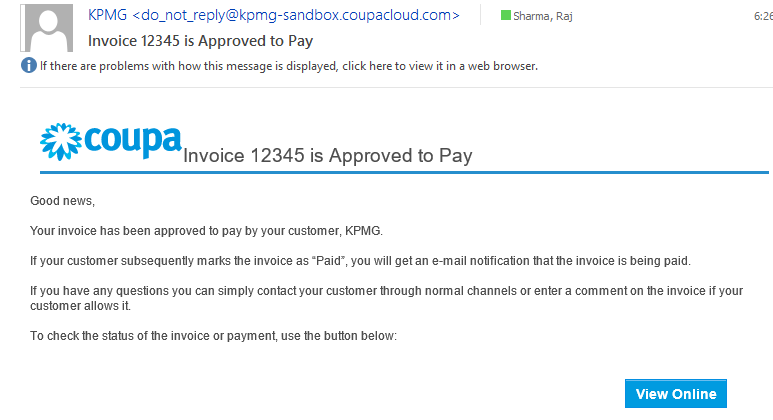 KPMG <do_not_reply@kpmg-sandbox.coupacloud.com> Sharma, Raj 6:26
Invoice 12345 is Approved to Pay
If there are problems with how this message is displayed, click here to view it in a web browser.
coupa Invoice 12345 is Approved to Pay
Good news,
Your invoice has been approved to pay by your customer, KPMG.
If your customer subsequently marks the invoice as “Paid”, you will get an e-mail notification that the invoice is being paid.
If you have any questions you can simply contact your customer through normal channels or enter a comment on the invoice if your
customer allows it.
To check the status of the invoice or payment, use the button below:
View Online